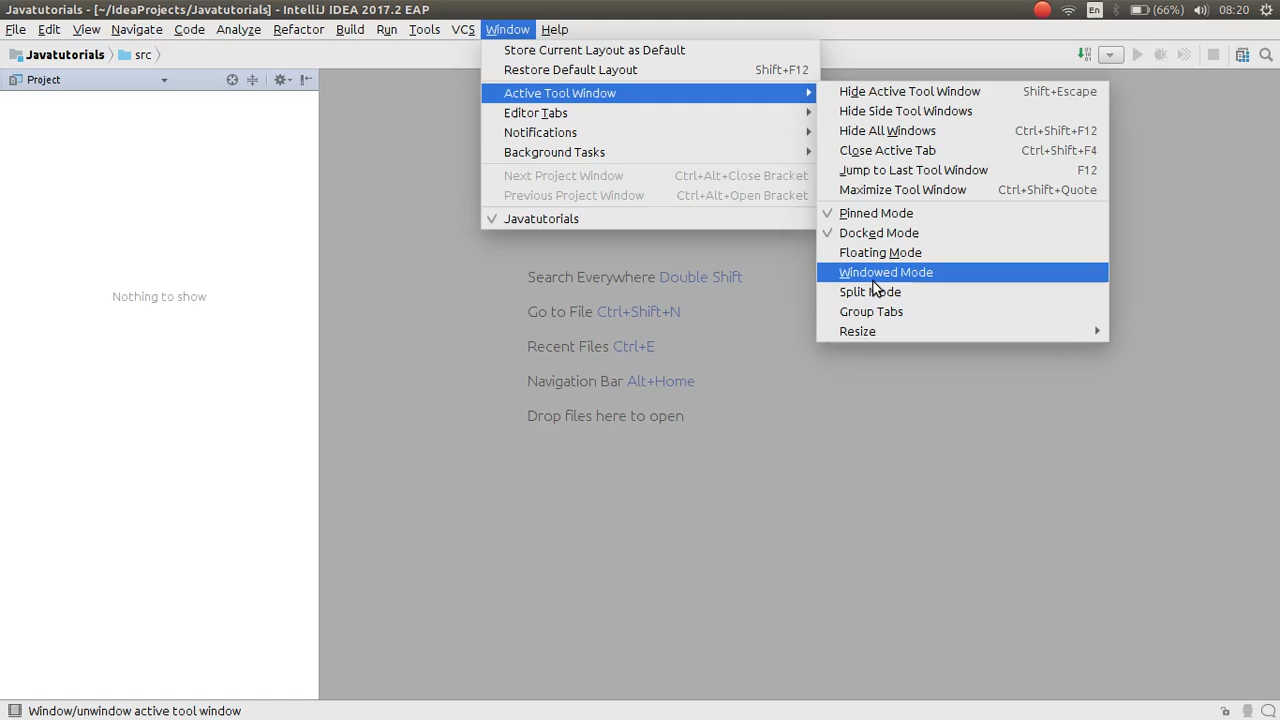 Javatutorials - [~/IdeaProjects/Javatutorials] - IntelliJ IDEA 2017.2 EAP
En (66%) 08:20
File Edit View Navigate Code Analyze Refactor Build Run Tools VCS Window Help
Javatutorials src
Project
Nothing to show
Store Current Layout as Default
Restore Default Layout Shift+F12
Active Tool Window
Editor Tabs
Notifications
Background Tasks
Next Project Window Ctrl+Alt+Close Bracket
Previous Project Window Ctrl+Alt+Open Bracket
Javatutorials
Hide Active Tool Window Shift+Escape
Hide Side Tool Windows
Hide All Windows Ctrl+Shift+F12
Close Active Tab Ctrl+Shift+F4
Jump to Last Tool Window F12
Maximize Tool Window Ctrl+Shift+Quote
Pinned Mode
Docked Mode
Floating Mode
Windowed Mode
Split Mode
Group Tabs
Resize
Search Everywhere Double Shift
Go to File Ctrl+Shift+N
Recent Files Ctrl+E
Navigation Bar Alt+Home
Drop files here to open
Window/unwindow active tool window